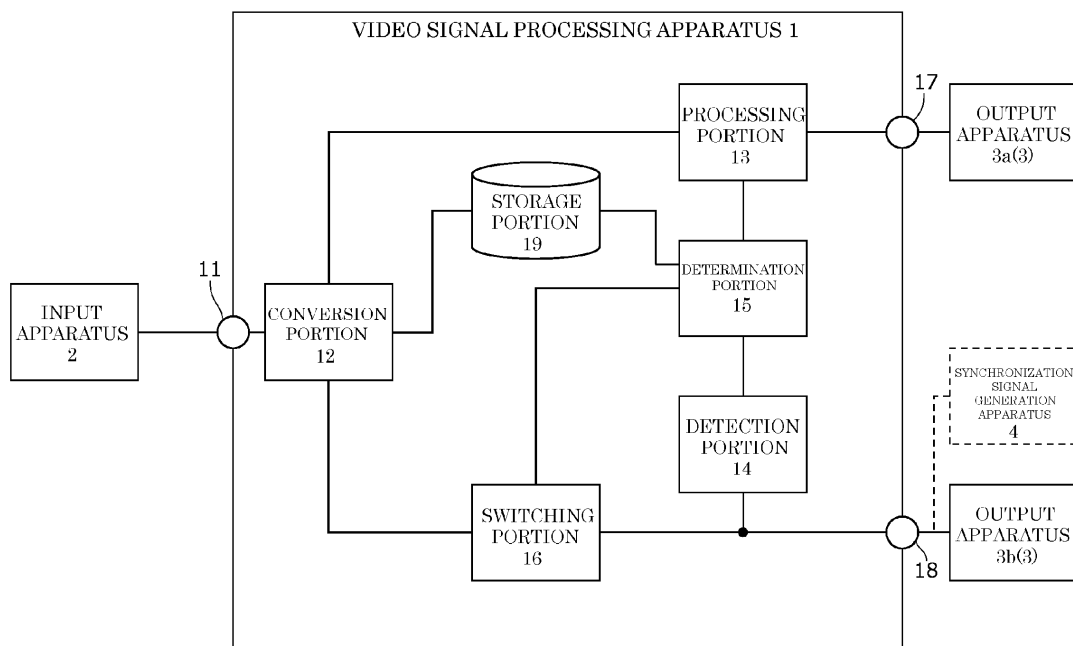 VIDEO SIGNAL PROCESSING APPARATUS 1
17
PROCESSING
PORTION
13
OUTPUT
APPARATUS
3a(3)
STORAGE
PORTION
19
11
DETERMINATION
PORTION
15
INPUT
APPARATUS
2
CONVERSION
PORTION
12
SYNCHRONIZATION
SIGNAL
GENERATION
APPARATUS
4
DETECTION
PORTION
14
SWITCHING
PORTION
16
OUTPUT
APPARATUS
3b(3)
18